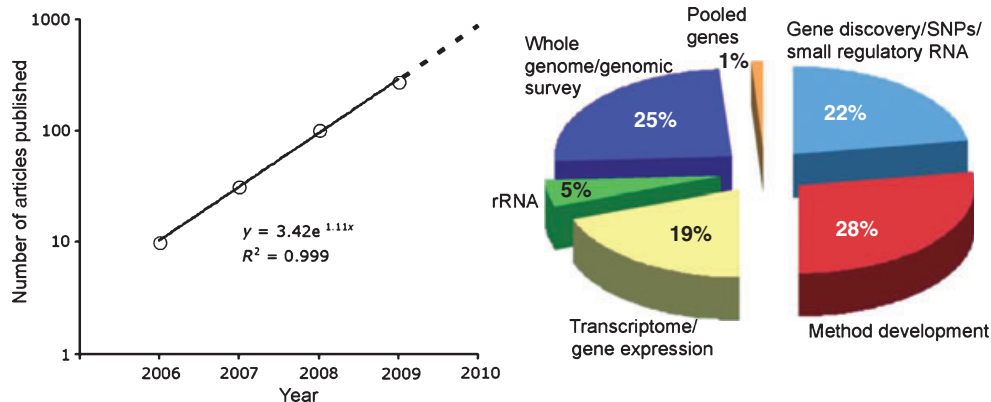 Number of articles published
1000
100
10
1
2006 2007 2008 2009 2010
Year
y = 3.42e^1.11x
R² = 0.999
Whole
genome/genomic
survey
25%
Pooled
genes
1%
Gene discovery/SNPs/
small regulatory RNA
22%
rRNA
5%
19%
Transcriptome/
gene expression
28%
Method development